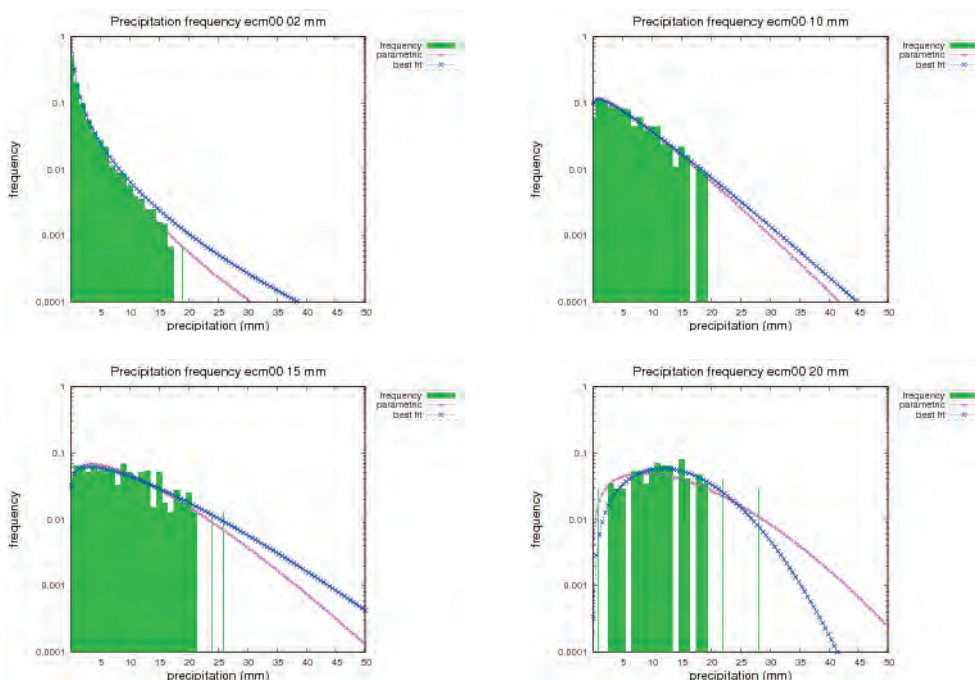 Precipitation frequency ecm00 02 mm
frequency
parametric
best fit
1
0.1
0.01
0.001
0.0001
frequency
5 10 15 20 25 30 35 40 45 50
precipitation (mm)
Precipitation frequency ecm00 10 mm
frequency
parametric
best fit
1
0.1
0.01
0.001
0.0001
frequency
5 10 15 20 25 30 35 40 45 50
precipitation (mm)
Precipitation frequency ecm00 15 mm
frequency
parametric
best fit
1
0.1
0.01
0.001
0.0001
frequency
5 10 15 20 25 30 35 40 45 50
precipitation (mm)
Precipitation frequency ecm00 20 mm
frequency
parametric
best fit
1
0.1
0.01
0.001
0.0001
frequency
5 10 15 20 25 30 35 40 45 50
precipitation (mm)